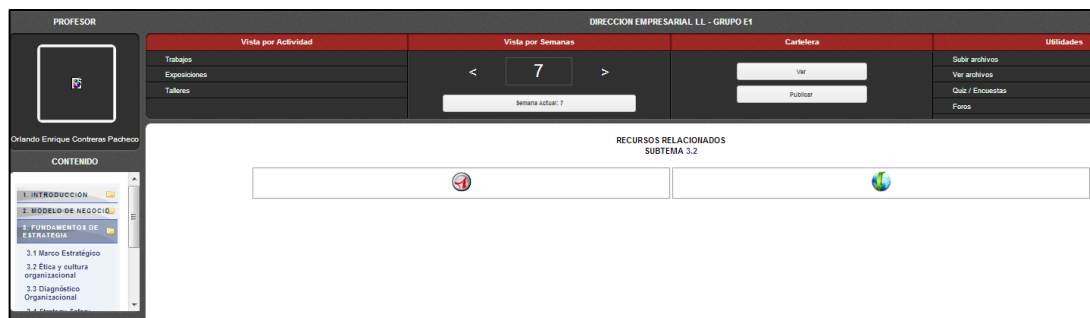 PROFESOR
DIRECCION EMPRESARIAL LL - GRUPO E1
Vista por Actividad
Vista por Semanas
Cartelera
Utilidades
Trabajos
Exposiciones
Talleres
<
7
>
Semana Actual: 7
Ver
Publicar
Subir archivos
Ver archivos
Quiz / Encuestas
Foros
Orlando Enrique Contreras Pacheco
CONTENIDO
1. INTRODUCCIÓN
2. MODELO DE NEGOCIO
3. FUNDAMENTOS DE
ESTRATEGIA
3.1 Marco Estratégico
3.2 Ética y cultura
organizacional
3.3 Diagnóstico
Organizacional
RECURSOS RELACIONADOS
SUBTEMA 3.2